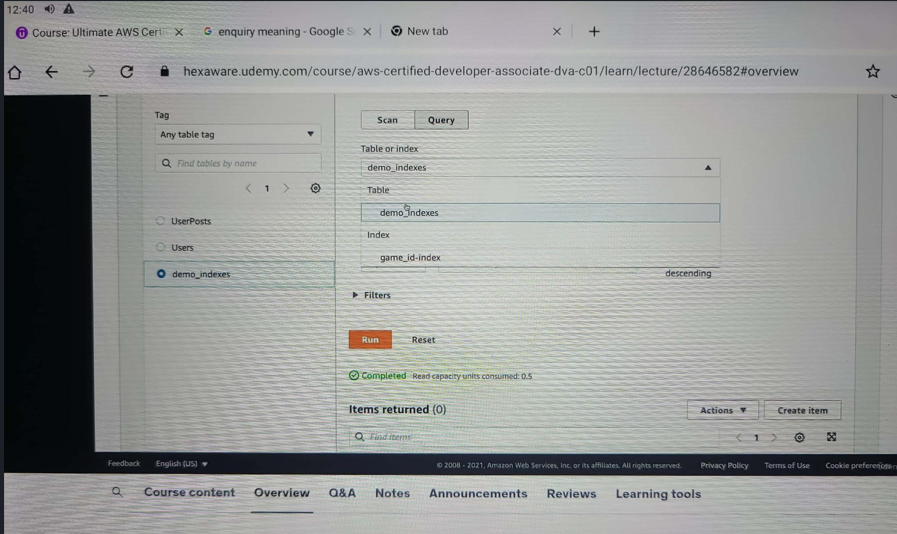 12:40
Course: Ultimate AWS Certi
enquiry meaning - Google S
New tab
hexaware.udemy.com/course/aws-certified-developer-associate-dva-c01/learn/lecture/28646582#overview
Tag
Any table tag
Find tables by name
1
UserPosts
Users
demo_indexes
Scan
Query
Table or index
demo_indexes
Table
demo_indexes
Index
game_id-index
descending
Filters
Run
Reset
Completed Read capacity units consumed: 0.5
Items returned (0)
Actions
Create item
Find items
1
Feedback
English (US)
© 2008 - 2021, Amazon Web Services, Inc. or its affiliates. All rights reserved.
Privacy Policy
Terms of Use
Cookie preferences
Course content
Overview
Q&A
Notes
Announcements
Reviews
Learning tools